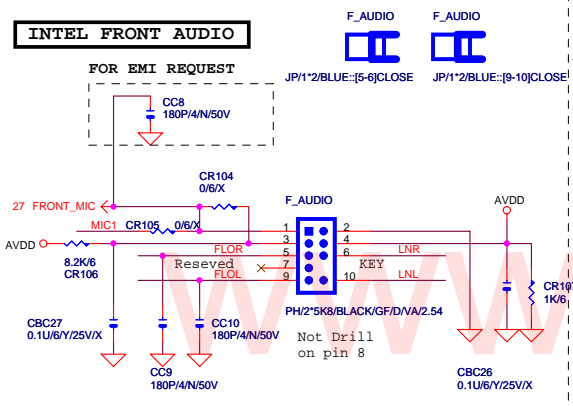 INTEL FRONT AUDIO
FOR EMI REQUEST
CC8
180P/4/N/50V
F_AUDIO
JP/1*2/BLUE::[5-6]CLOSE
F_AUDIO
JP/1*2/BLUE::[9-10]CLOSE
CR104
0/6/X
27 FRONT_MIC
MIC1
CR105 0/6/X
AVDD
8.2K/6
CR106
FLOR
Reseved
FLOL
F_AUDIO
1 2
3 4
5 6
7
9 10
LNR
KEY
LNL
PH/2*5K8/BLACK/GF/D/VA/2.54
Not Drill
on pin 8
AVDD
CR107
1K/6
CBC27
0.1U/6/Y/25V/X
CC10
180P/4/N/50V
CC9
180P/4/N/50V
CBC26
0.1U/6/Y/25V/X
WWW